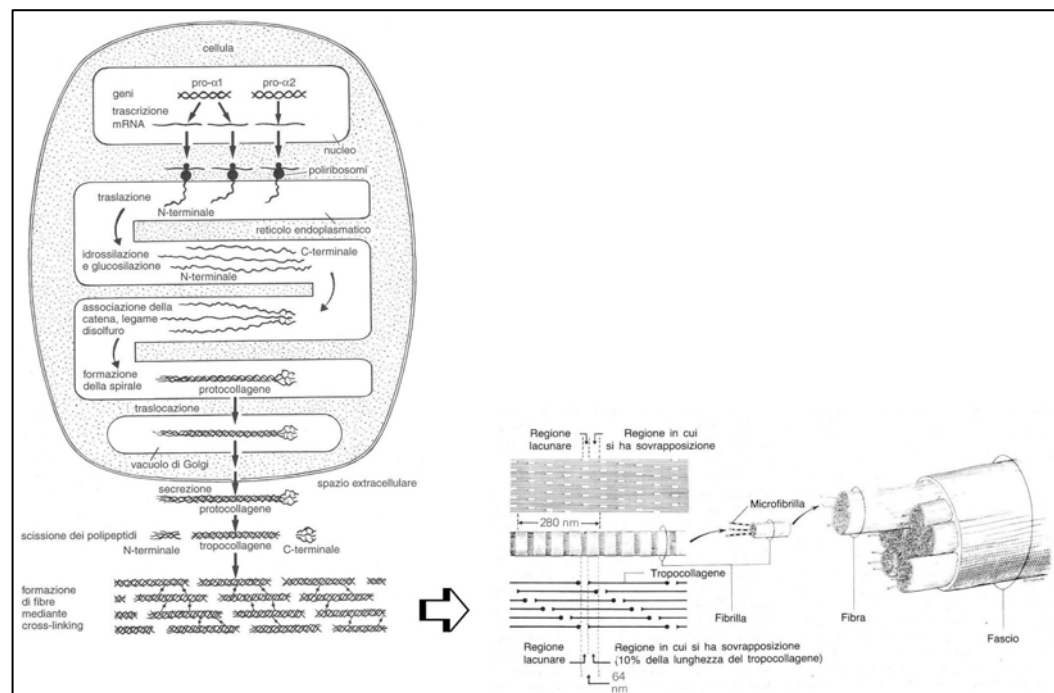 cellula
pro-α1
pro-α2
geni
trascrizione
mRNA
nucleo
poliribosomi
traslazione
N-terminale
reticolo endoplasmatico
idrossilazione
e glucosilazione
C-terminale
N-terminale
associazione della
catena, legame
disolfuro
formazione
della spirale
protocollagene
traslocazione
vacuolo di Golgi
secrezione
spazio extracellulare
protocollagene
scissione dei polipeptidi
N-terminale
tropocollagene
C-terminale
formazione
di fibre
mediante
cross-linking
Regione
lacunare
Regione in cui
si ha sovrapposizione
280 nm
Microfibrilla
Tropocollagene
Fibrilla
Fibra
Fascio
Regione
lacunare
Regione in cui si ha sovrapposizione
(10% della lunghezza del tropocollagene)
64
nm